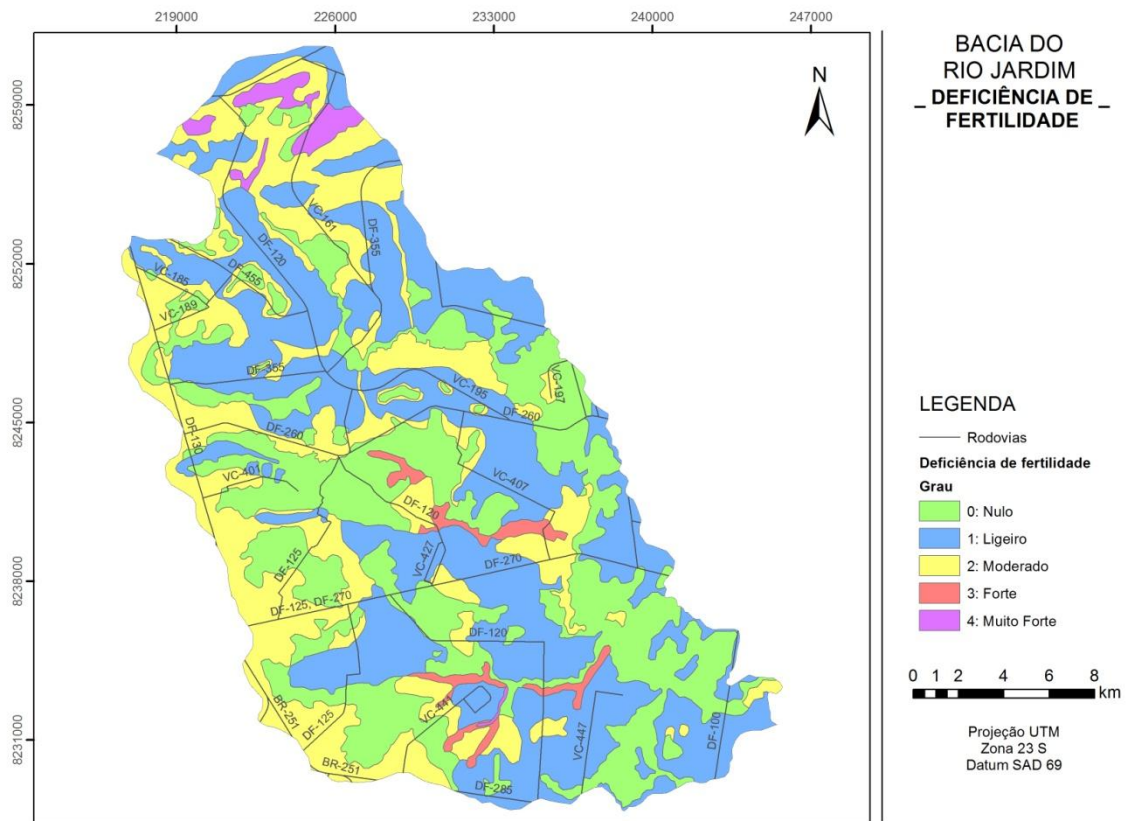 219000
226000
233000
240000
247000
BACIA DO
RIO JARDIM
_ DEFICIÊNCIA DE _
FERTILIDADE
N
8259000
8252000
8245000
8238000
8231000
VC-161
DF-355
DF-120
DF-455
VC-185
VC-189
DF-355
VC-195
VC-197
DF-260
DF-130
DF-260
VC-401
VC-407
DF-120
VC-427
DF-270
DF-125
DF-125, DF-270
DF-120
VC-441
BR-251
DF-125
VC-447
DF-100
BR-251
DF-285
LEGENDA
Rodovias
Deficiência de fertilidade
Grau
0: Nulo
1: Ligeiro
2: Moderado
3: Forte
4: Muito Forte
0 1 2 4 6 8
km
Projeção UTM
Zona 23 S
Datum SAD 69